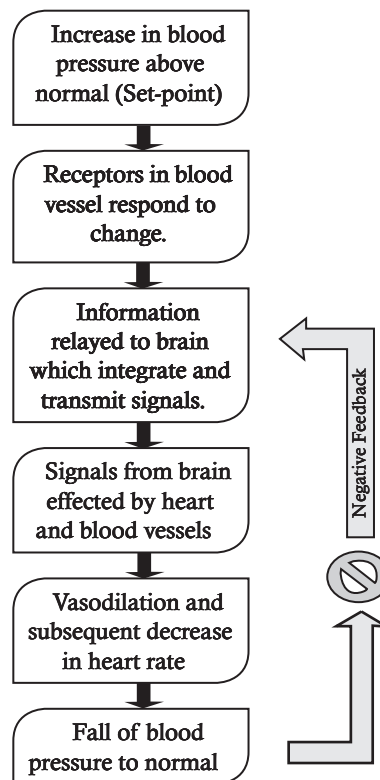 Increase in blood
pressure above
normal (Set-point)
Receptors in blood
vessel respond to
change.
Information
relayed to brain
which integrate and
transmit signals.
Signals from brain
effected by heart
and blood vessels
Vasodilation and
subsequent decrease
in heart rate
Fall of blood
pressure to normal
Negative Feedback